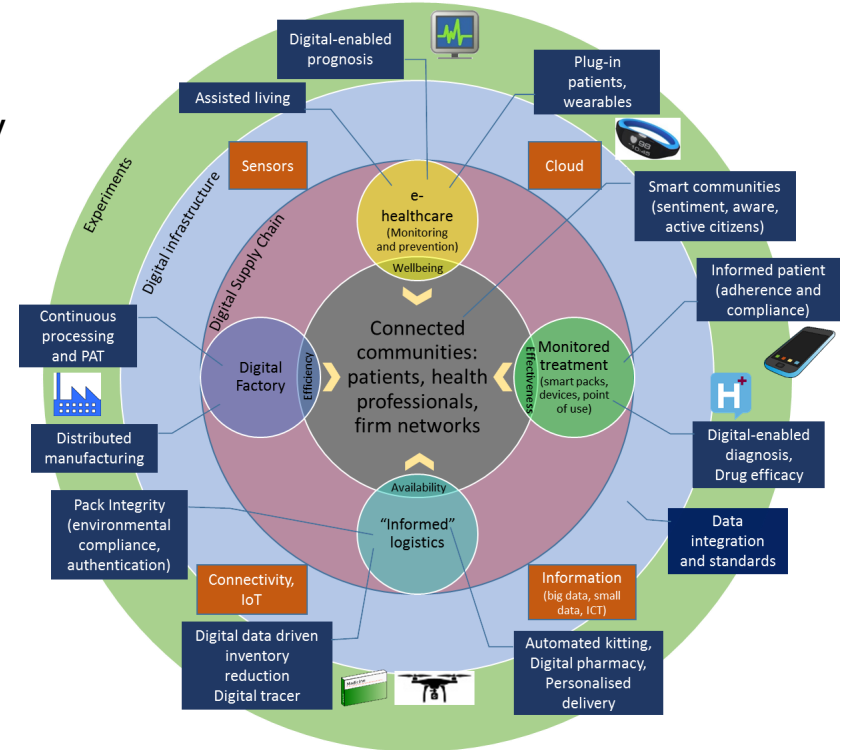 Digital-enabled
prognosis
Plug-in
patients,
wearables
Assisted living
y
Sensors
Cloud
Experiments
Digital infrastructure
Digital Supply Chain
e-
healthcare
(Monitoring
and prevention)
Wellbeing
Smart communities
(sentiment, aware,
active citizens)
Informed patient
(adherence and
compliance)
Continuous
processing
and PAT
Digital
Factory
Efficiency
Connected
communities:
patients, health
professionals,
firm networks
Effectiveness
Monitored
treatment
(smart packs,
devices, point
of use)
H+
Distributed
manufacturing
Digital-enabled
diagnosis,
Drug efficacy
Availability
"Informed"
logistics
Pack Integrity
(environmental
compliance,
authentication)
Data
integration
and standards
Connectivity,
IoT
Information
(big data, small
data, ICT)
Digital data driven
inventory
reduction
Digital tracer
Automated kitting,
Digital pharmacy,
Personalised
delivery